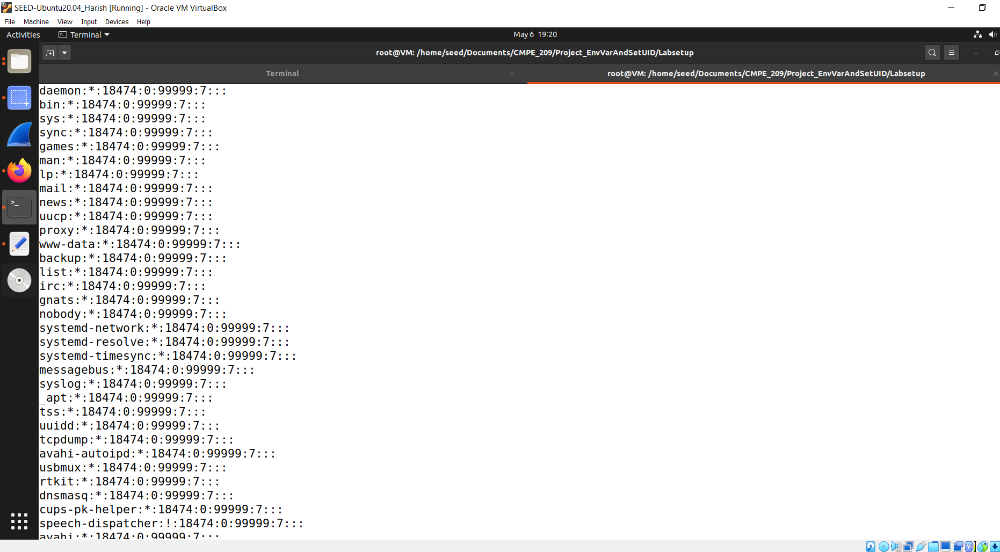 SEED-Ubuntu20.04_Harish [Running] - Oracle VM VirtualBox
File Machine View Input Devices Help
Activities Terminal May 6 19:20
root@VM: /home/seed/Documents/CMPE_209/Project_EnvVarAndSetUID/Labsetup
Terminal root@VM: /home/seed/Documents/CMPE_209/Project_EnvVarAndSetUID/Labsetup
daemon:*:18474:0:99999:7:::
bin:*:18474:0:99999:7:::
sys:*:18474:0:99999:7:::
sync:*:18474:0:99999:7:::
games:*:18474:0:99999:7:::
man:*:18474:0:99999:7:::
lp:*:18474:0:99999:7:::
mail:*:18474:0:99999:7:::
news:*:18474:0:99999:7:::
uucp:*:18474:0:99999:7:::
proxy:*:18474:0:99999:7:::
www-data:*:18474:0:99999:7:::
backup:*:18474:0:99999:7:::
list:*:18474:0:99999:7:::
irc:*:18474:0:99999:7:::
gnats:*:18474:0:99999:7:::
nobody:*:18474:0:99999:7:::
systemd-network:*:18474:0:99999:7:::
systemd-resolve:*:18474:0:99999:7:::
systemd-timesync:*:18474:0:99999:7:::
messagebus:*:18474:0:99999:7:::
syslog:*:18474:0:99999:7:::
_apt:*:18474:0:99999:7:::
tss:*:18474:0:99999:7:::
uuidd:*:18474:0:99999:7:::
tcpdump:*:18474:0:99999:7:::
avahi-autoipd:*:18474:0:99999:7:::
usbmux:*:18474:0:99999:7:::
rtkit:*:18474:0:99999:7:::
dnsmasq:*:18474:0:99999:7:::
cups-pk-helper:*:18474:0:99999:7:::
speech-dispatcher:!:18474:0:99999:7:::
avahi:*:18474:0:99999:7:::